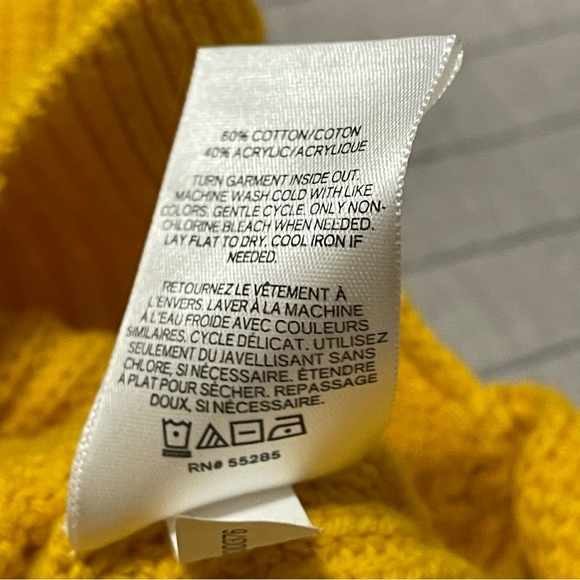 60% COTTON/COTON
40% ACRYLIC/ACRYLIQUE
TURN GARMENT INSIDE OUT.
MACHINE WASH COLD WITH LIKE
COLORS. GENTLE CYCLE. ONLY NON-
CHLORINE BLEACH WHEN NEEDED.
LAY FLAT TO DRY. COOL IRON IF
NEEDED.
RETOURNEZ LE VÊTEMENT À
L'ENVERS. LAVER À LA MACHINE
À L'EAU FROIDE AVEC COULEURS
SIMILAIRES. CYCLE DÉLICAT. UTILISEZ
SEULEMENT DU JAVELLISANT SANS
CHLORE, SI NÉCESSAIRE. ÉTENDRE
À PLAT POUR SÉCHER. REPASSAGE
DOUX, SI NÉCESSAIRE.
RN# 55285